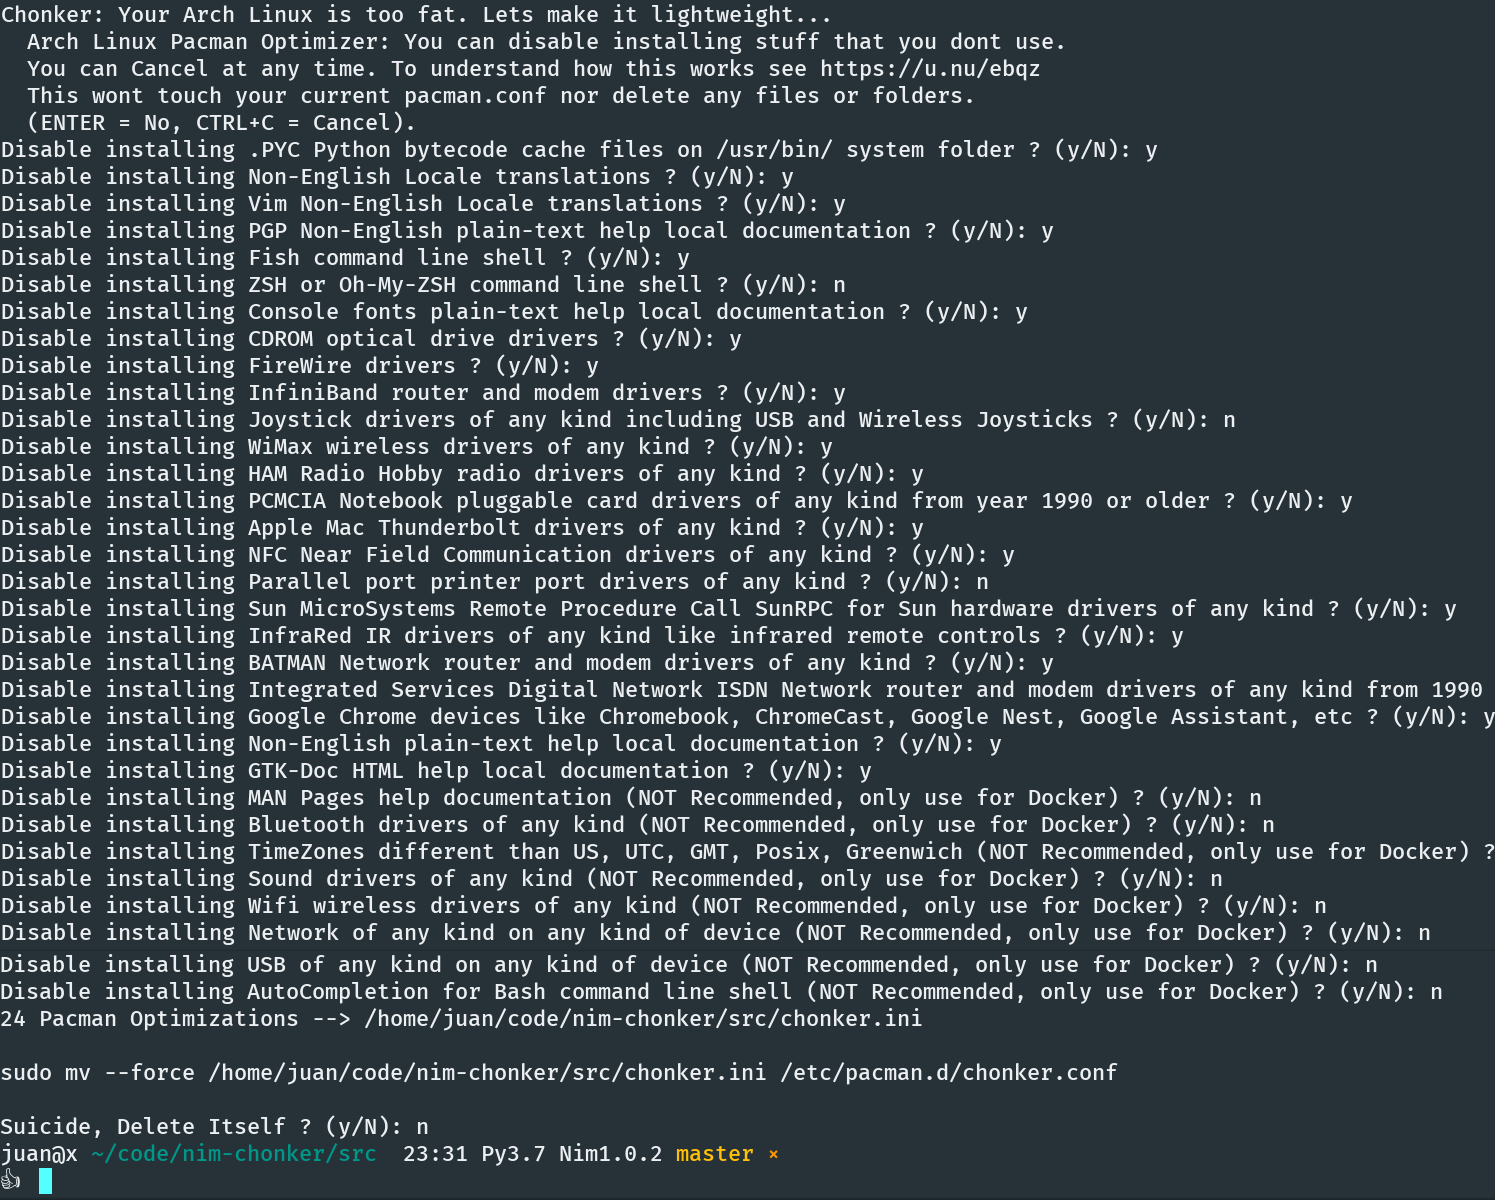 Chonker: Your Arch Linux is too fat. Lets make it lightweight...
Arch Linux Pacman Optimizer: You can disable installing stuff that you dont use.
You can Cancel at any time. To understand how this works see https://u.nu/ebqz
This wont touch your current pacman.conf nor delete any files or folders.
(ENTER = No, CTRL+C = Cancel).
Disable installing .PYC Python bytecode cache files on /usr/bin/ system folder ? (y/N): y
Disable installing Non-English Locale translations ? (y/N): y
Disable installing Vim Non-English Locale translations ? (y/N): y
Disable installing PGP Non-English plain-text help local documentation ? (y/N): y
Disable installing Fish command line shell ? (y/N): y
Disable installing ZSH or Oh-My-ZSH command line shell ? (y/N): n
Disable installing Console fonts plain-text help local documentation ? (y/N): y
Disable installing CDROM optical drive drivers ? (y/N): y
Disable installing FireWire drivers ? (y/N): y
Disable installing InfiniBand router and modem drivers ? (y/N): y
Disable installing Joystick drivers of any kind including USB and Wireless Joysticks ? (y/N): n
Disable installing WiMax wireless drivers of any kind ? (y/N): y
Disable installing HAM Radio Hobby radio drivers of any kind ? (y/N): y
Disable installing PCMCIA Notebook pluggable card drivers of any kind from year 1990 or older ? (y/N): y
Disable installing Apple Mac Thunderbolt drivers of any kind ? (y/N): y
Disable installing NFC Near Field Communication drivers of any kind ? (y/N): y
Disable installing Parallel port printer port drivers of any kind ? (y/N): n
Disable installing Sun MicroSystems Remote Procedure Call SunRPC for Sun hardware drivers of any kind ? (y/N): y
Disable installing InfraRed IR drivers of any kind like infrared remote controls ? (y/N): y
Disable installing BATMAN Network router and modem drivers of any kind ? (y/N): y
Disable installing Integrated Services Digital Network ISDN Network router and modem drivers of any kind from 1990
Disable installing Google Chrome devices like Chromebook, ChromeCast, Google Nest, Google Assistant, etc ? (y/N): y
Disable installing Non-English plain-text help local documentation ? (y/N): y
Disable installing GTK-Doc HTML help local documentation ? (y/N): y
Disable installing MAN Pages help documentation (NOT Recommended, only use for Docker) ? (y/N): n
Disable installing Bluetooth drivers of any kind (NOT Recommended, only use for Docker) ? (y/N): n
Disable installing TimeZones different than US, UTC, GMT, Posix, Greenwich (NOT Recommended, only use for Docker) ?
Disable installing Sound drivers of any kind (NOT Recommended, only use for Docker) ? (y/N): n
Disable installing Wifi wireless drivers of any kind (NOT Recommended, only use for Docker) ? (y/N): n
Disable installing Network of any kind on any kind of device (NOT Recommended, only use for Docker) ? (y/N): n
Disable installing USB of any kind on any kind of device (NOT Recommended, only use for Docker) ? (y/N): n
Disable installing AutoCompletion for Bash command line shell (NOT Recommended, only use for Docker) ? (y/N): n
24 Pacman Optimizations --> /home/juan/code/nim-chonker/src/chonker.ini
sudo mv --force /home/juan/code/nim-chonker/src/chonker.ini /etc/pacman.d/chonker.conf
Suicide, Delete Itself ? (y/N): n
juan@x ~/code/nim-chonker/src 23:31 Py3.7 Nim1.0.2 master ×
👍